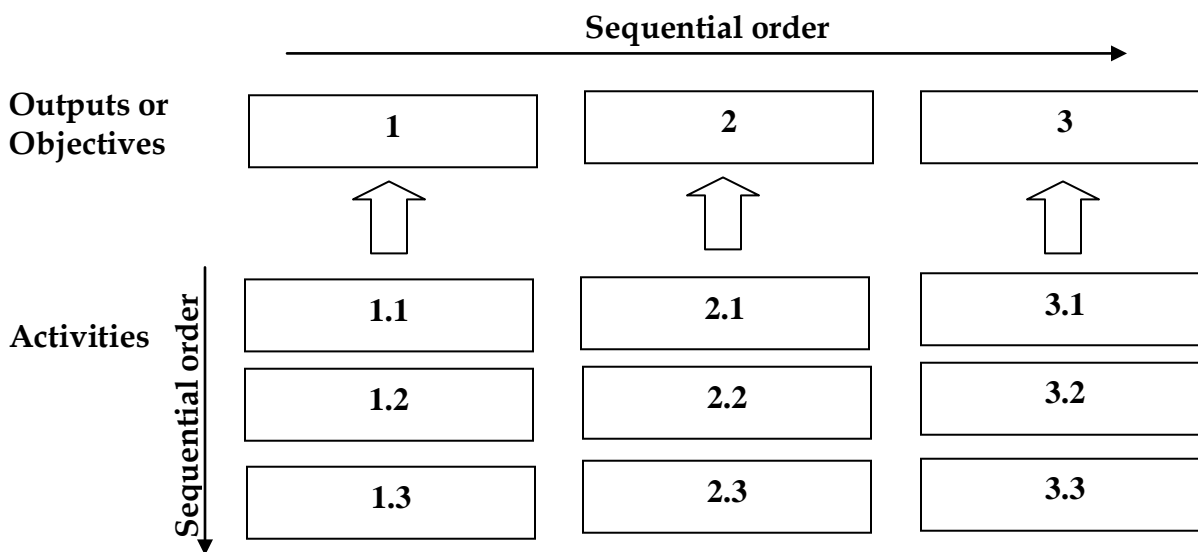 Sequential order
Outputs or
Objectives
1
2
3
Activities
Sequential order
1.1
2.1
3.1
1.2
2.2
3.2
1.3
2.3
3.3